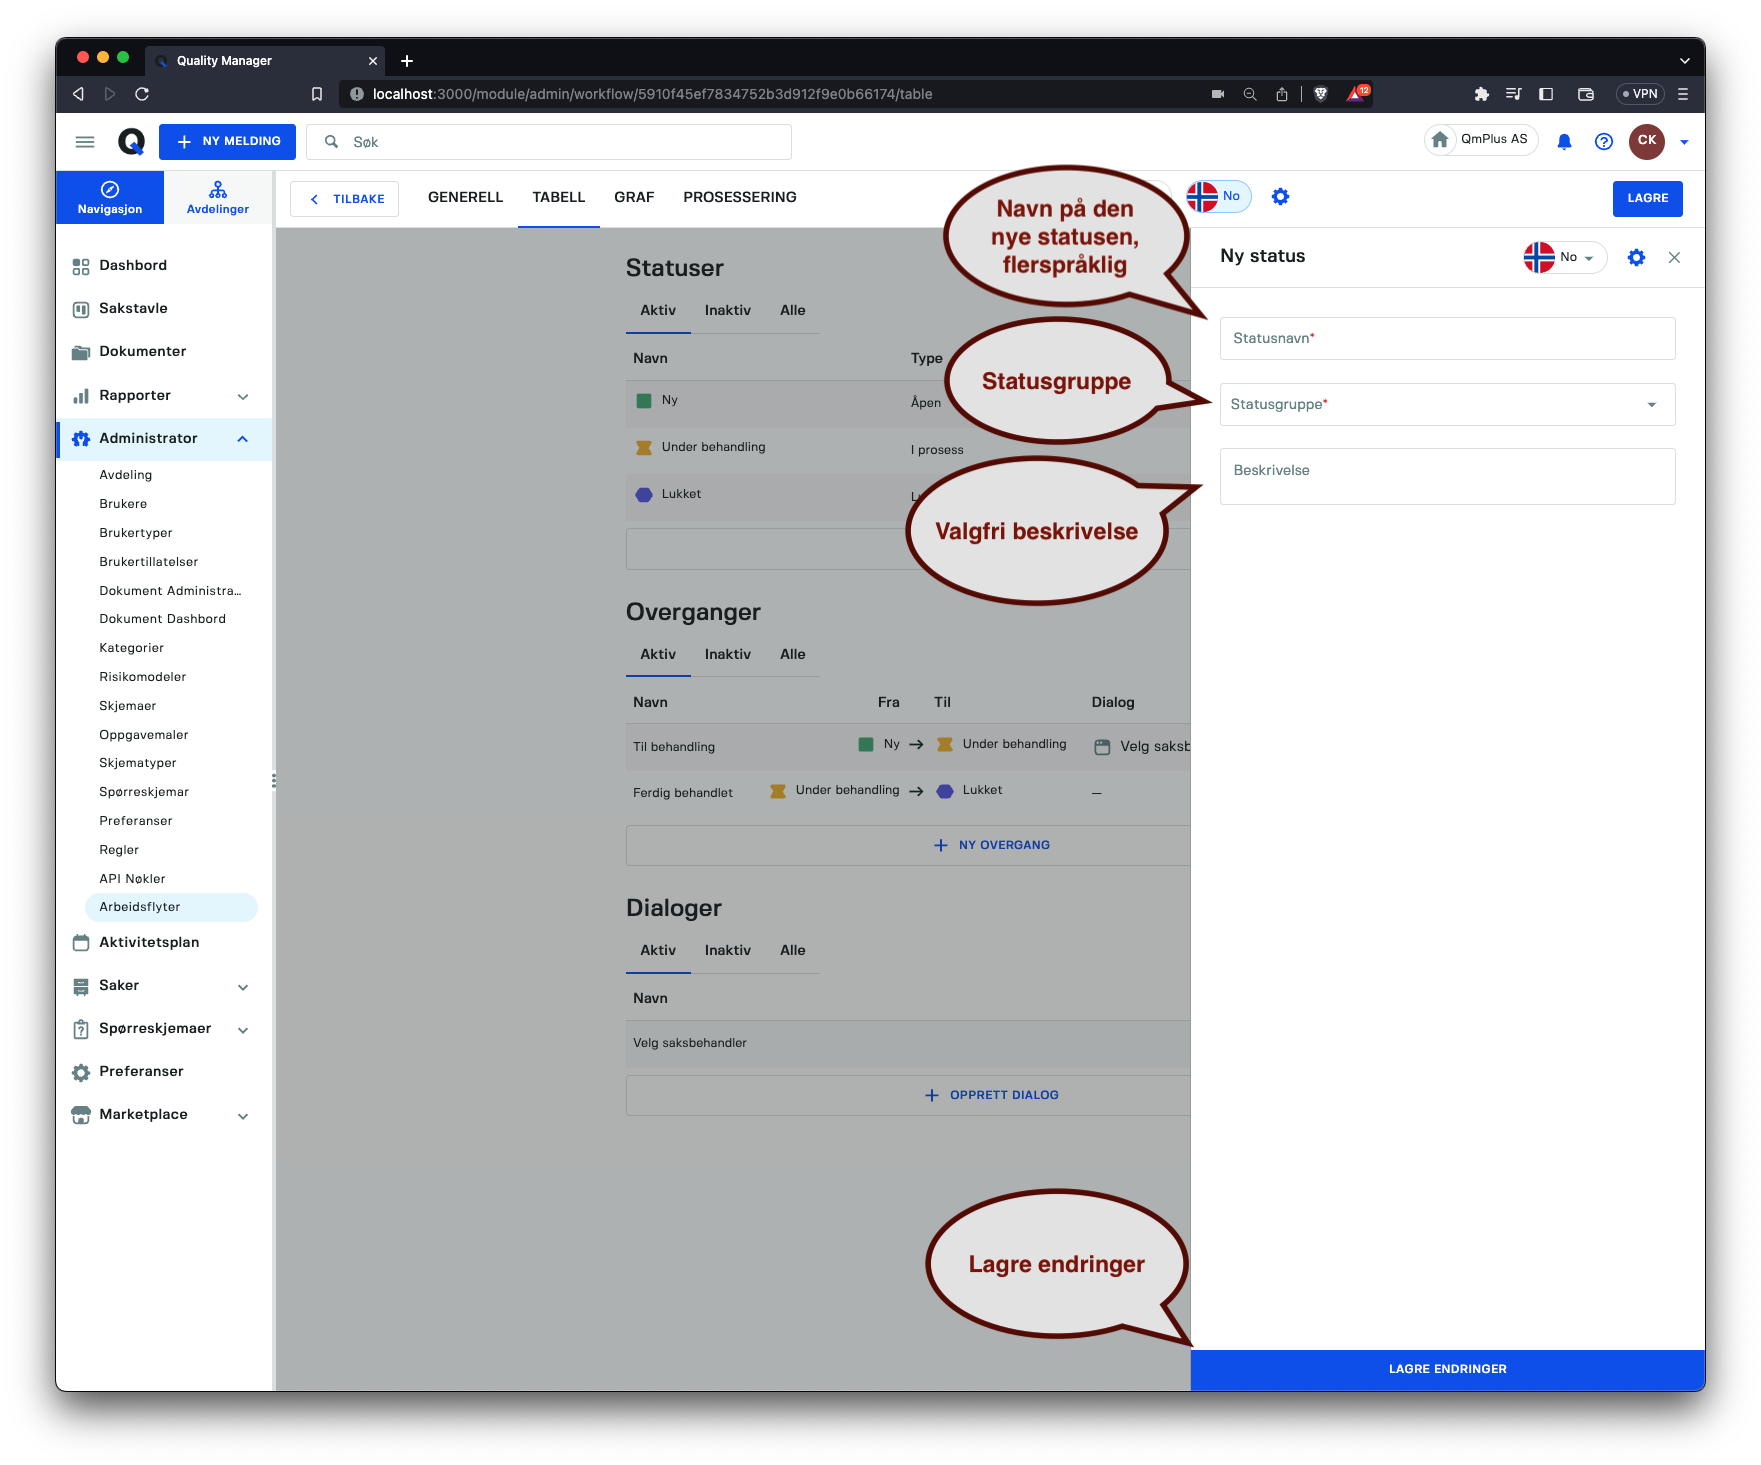 Quality Manager
localhost:3000/module/admin/workflow/5910f45ef7834752b3d912f9e0b66174/table
12
VPN
NY MELDING
Søk
QmPlus AS
CK
Navigasjon
Avdelinger
TILBAKE
GENERELL
TABELL
GRAF
PROSESSERING
No
LAGRE
Dashbord
Sakstavle
Dokumenter
Rapporter
Administrator
Avdeling
Brukere
Brukertyper
Brukertillatelser
Dokument Administra...
Dokument Dashbord
Kategorier
Risikomodeler
Skjemaer
Oppgavemaler
Skjematyper
Spørreskjemar
Preferanser
Regler
API Nøkler
Arbeidsflyter
Aktivitetsplan
Saker
Spørreskjemaer
Preferanser
Marketplace
Statuser
Aktiv Inaktiv Alle
Navn Type
Ny Åpen
Under behandling I prosess
Lukket
Overganger
Aktiv Inaktiv Alle
Navn Fra Til Dialog
Til behandling Ny → Under behandling Velg saksb
Ferdig behandlet Under behandling → Lukket —
NY OVERGANG
Dialoger
Aktiv Inaktiv Alle
Navn
Velg saksbehandler
OPPRETT DIALOG
Navn på den
nye statusen,
flerspråklig
Statusgruppe
Valgfri beskrivelse
Lagre endringer
Ny status
No
Statusnavn*
Statusgruppe*
Beskrivelse
LAGRE ENDRINGER